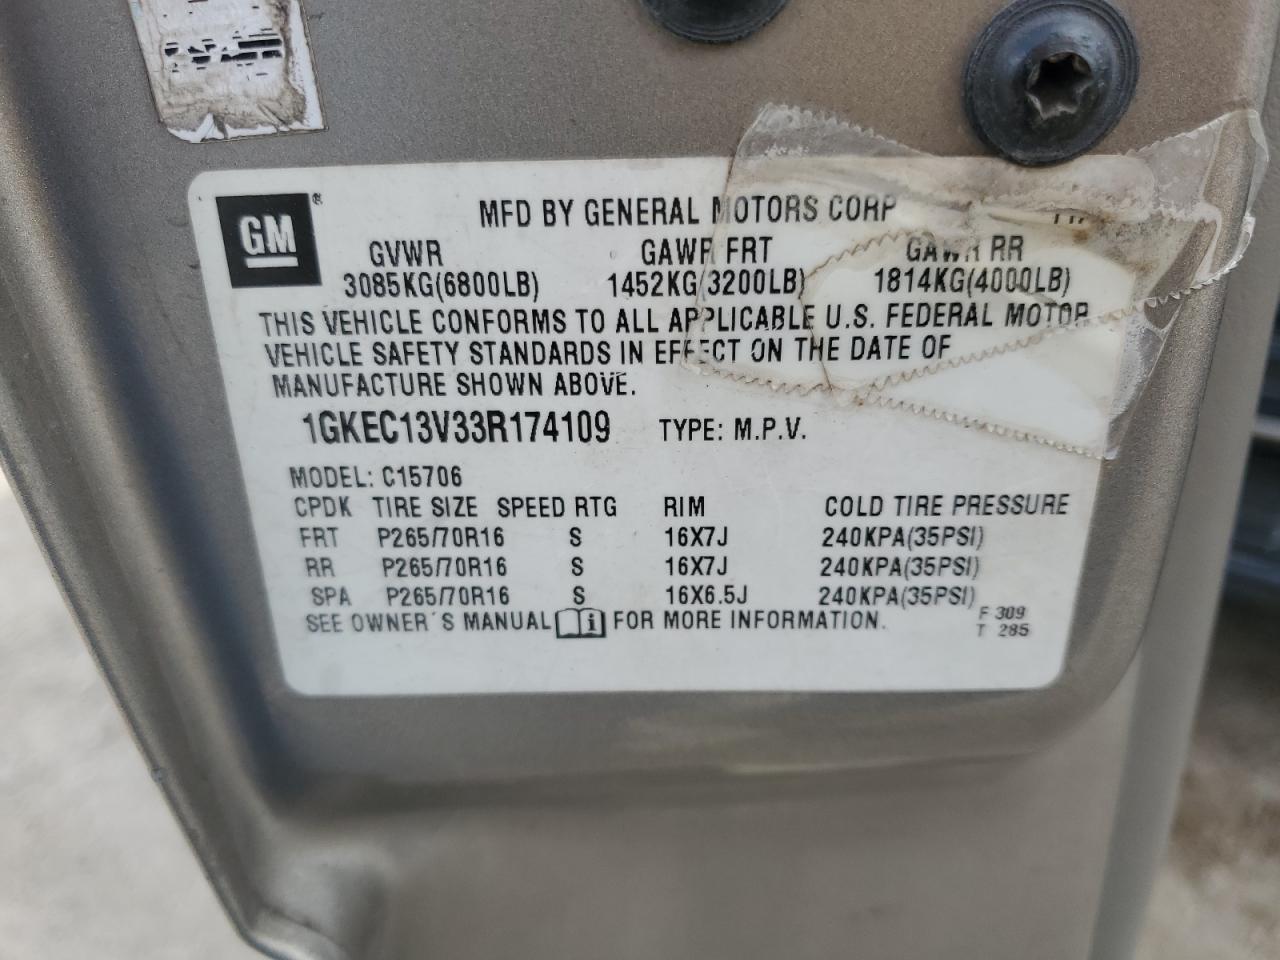 GM®
MFD BY GENERAL MOTORS CORP
GVWR GAWR FRT GAWR RR
3085KG(6800LB) 1452KG(3200LB) 1814KG(4000LB)
THIS VEHICLE CONFORMS TO ALL APPLICABLE U.S. FEDERAL MOTOR
VEHICLE SAFETY STANDARDS IN EFFECT ON THE DATE OF
MANUFACTURE SHOWN ABOVE.
1GKEC13V33R174109 TYPE: M.P.V.
MODEL: C15706
CPDK TIRE SIZE SPEED RTG RIM COLD TIRE PRESSURE
FRT P265/70R16 S 16X7J 240KPA(35PSI)
RR P265/70R16 S 16X7J 240KPA(35PSI)
SPA P265/70R16 S 16X6.5J 240KPA(35PSI)
SEE OWNER'S MANUAL i FOR MORE INFORMATION.
F 309
T 285